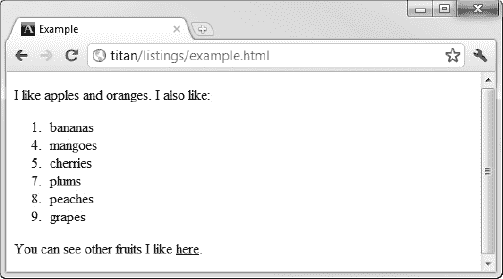 Example
titan/listings/example.html
I like apples and oranges. I also like:
1. bananas
4. mangoes
5. cherries
7. plums
8. peaches
9. grapes
You can see other fruits I like here.